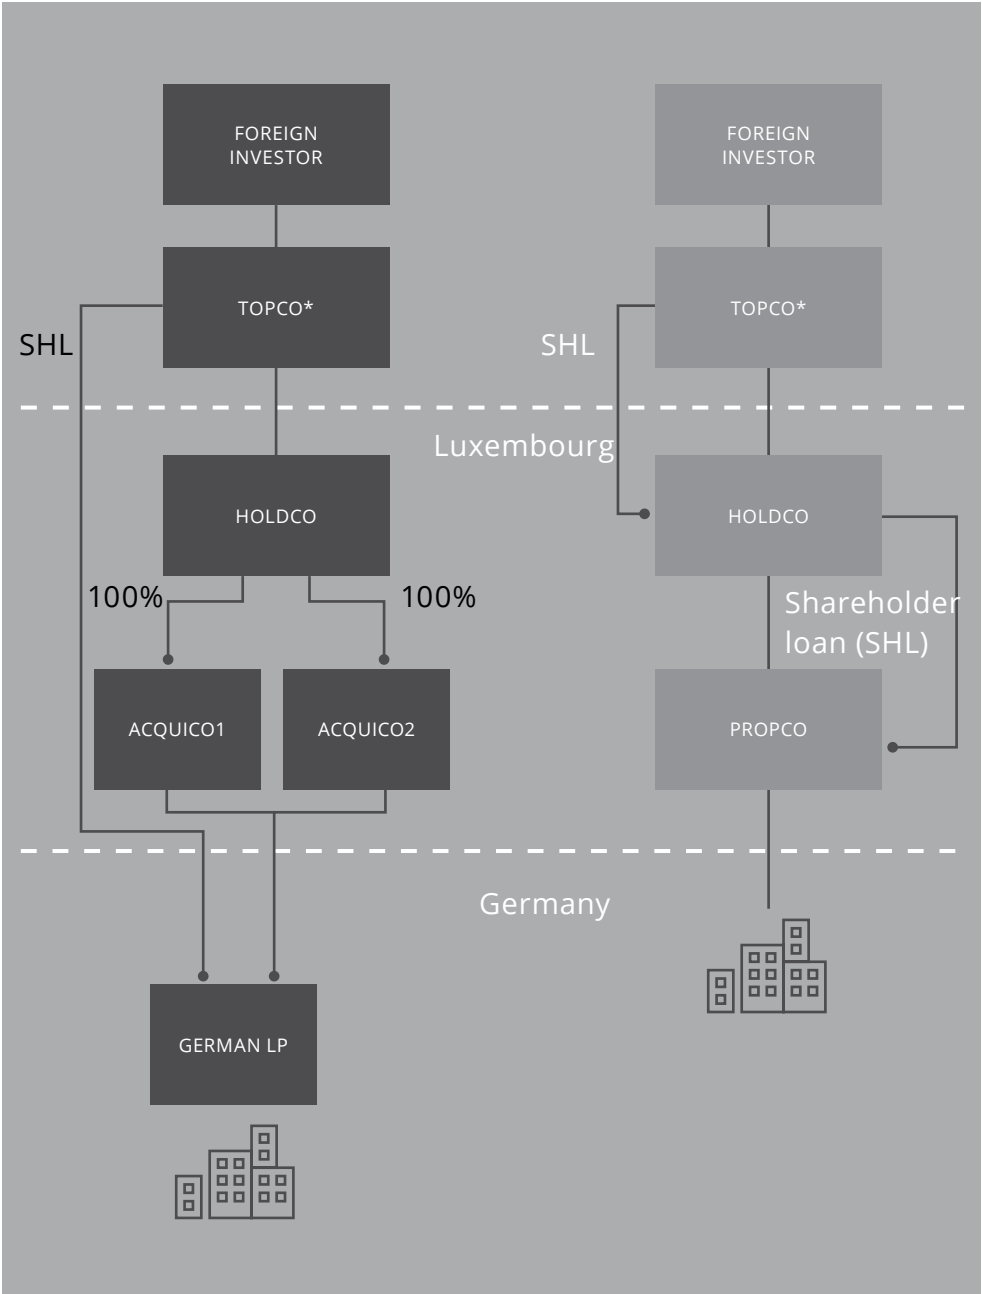 FOREIGN
INVESTOR
FOREIGN
INVESTOR
TOPCO*
TOPCO*
SHL
SHL
Luxembourg
HOLDCO
HOLDCO
100%
100%
Shareholder
loan (SHL)
ACQUICO1
ACQUICO2
PROPCO
Germany
GERMAN LP